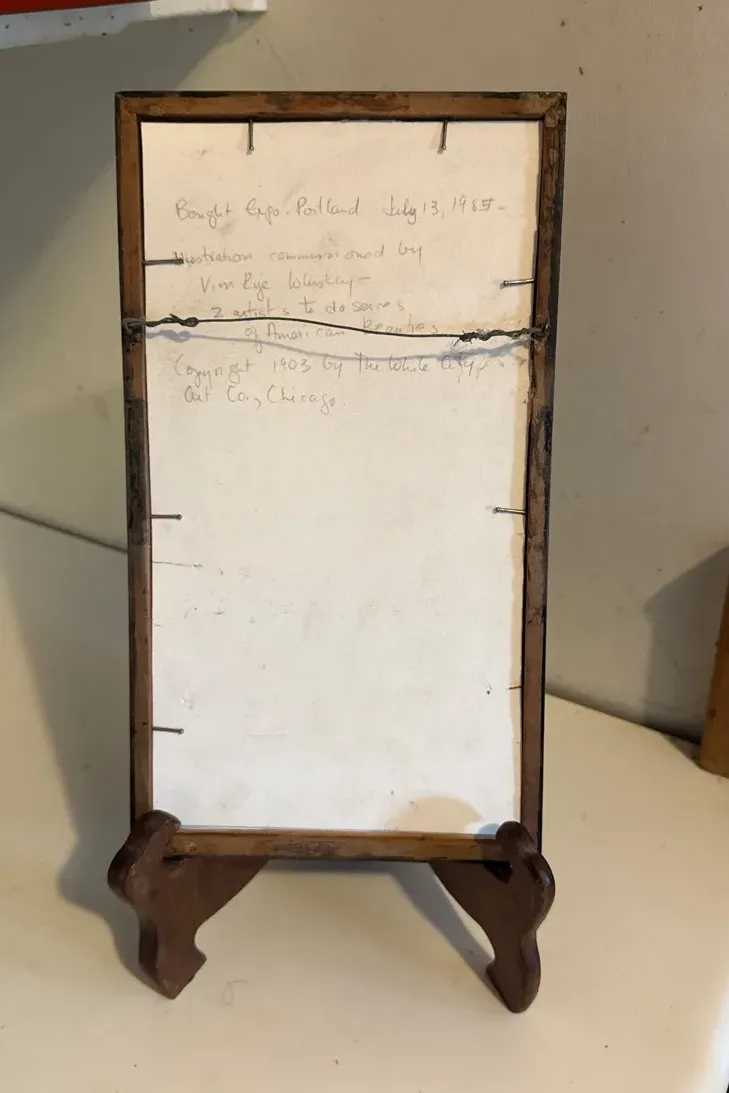 Bought Expo. Portland July 13, 1985 -
Illustration commissioned by
Vim Rye Whiskey -
2 artists to do series
of American Beauties
Copyright 1903 by The White City
Art Co., Chicago.